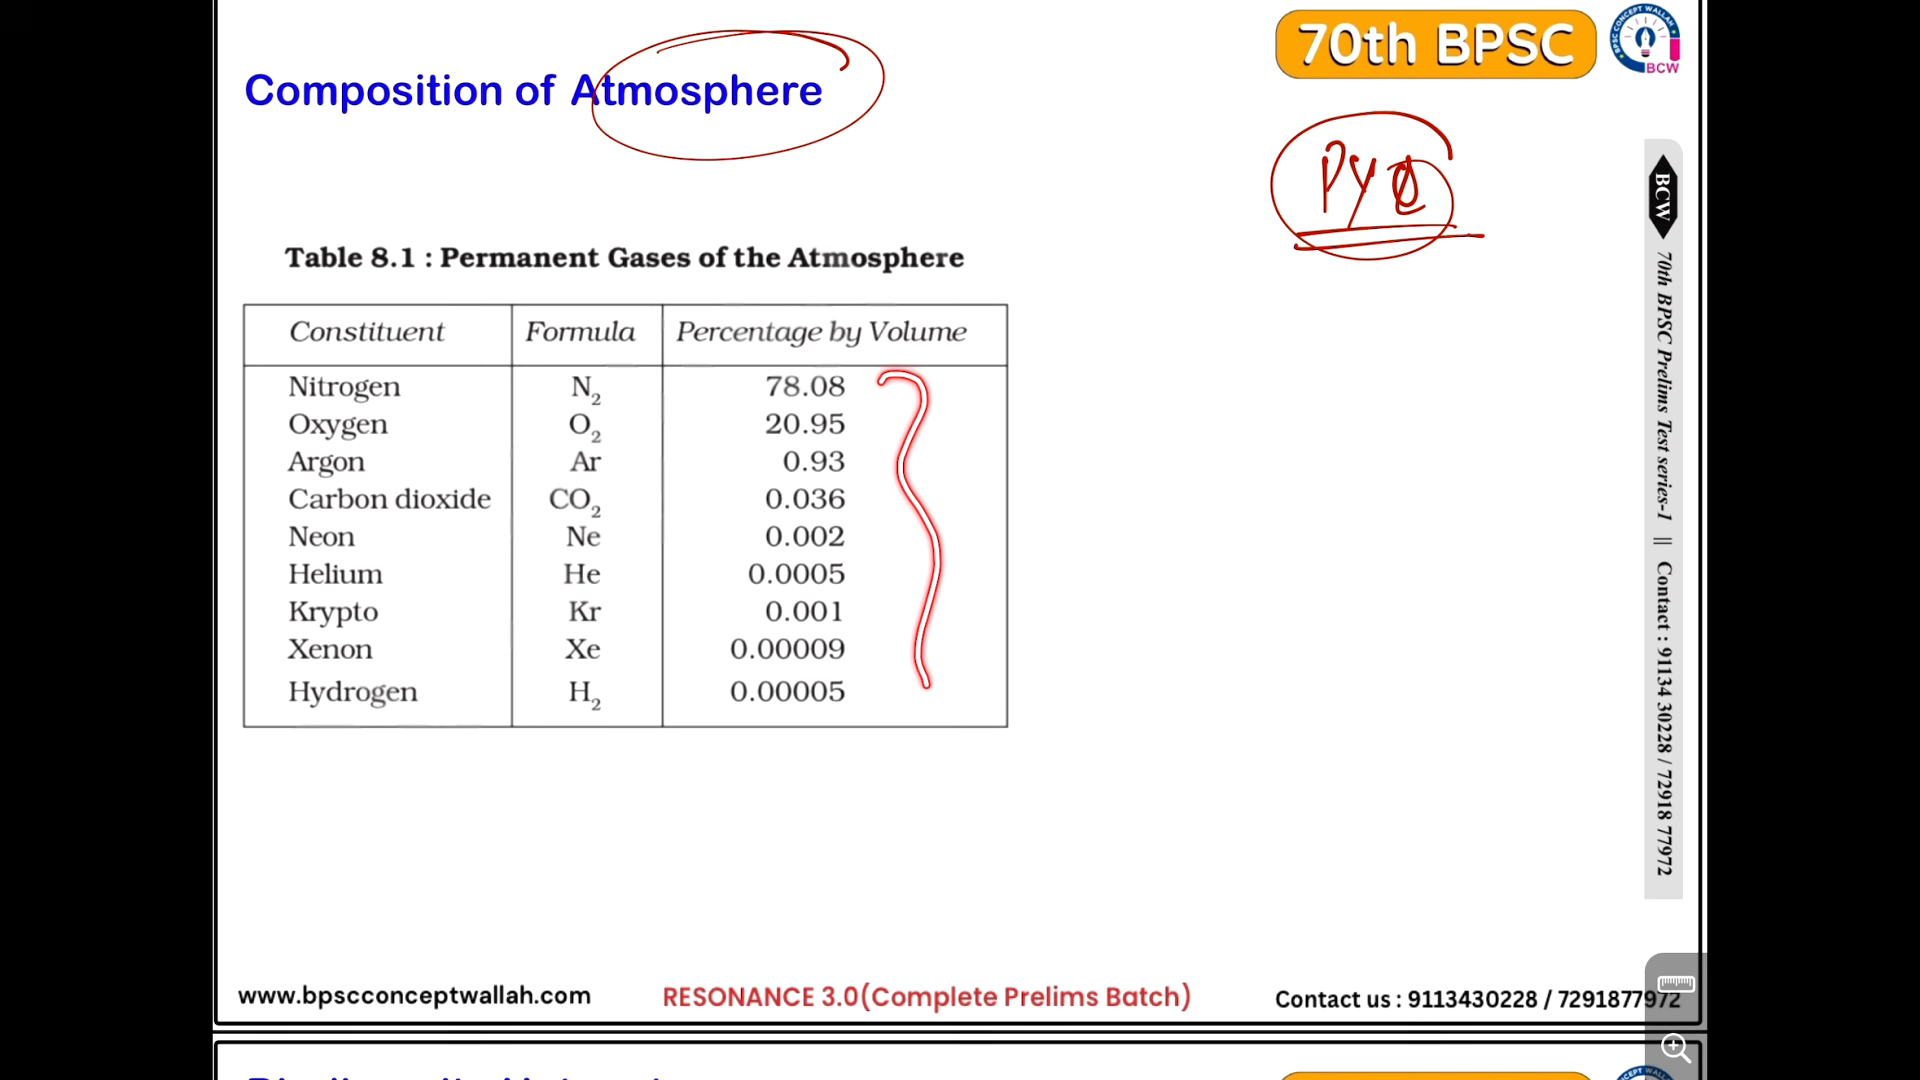 70th BPSC
BPSC CONCEPT WALLAH
BCW
Composition of Atmosphere
PYQ
Table 8.1 : Permanent Gases of the Atmosphere
Constituent Formula Percentage by Volume
Nitrogen N₂ 78.08
Oxygen O₂ 20.95
Argon Ar 0.93
Carbon dioxide CO₂ 0.036
Neon Ne 0.002
Helium He 0.0005
Krypto Kr 0.001
Xenon Xe 0.00009
Hydrogen H₂ 0.00005
BCW 70th BPSC Prelims Test series-1 || Contact : 91134 30228 / 72918 77972
www.bpscconceptwallah.com RESONANCE 3.0(Complete Prelims Batch) Contact us : 9113430228 / 7291877972